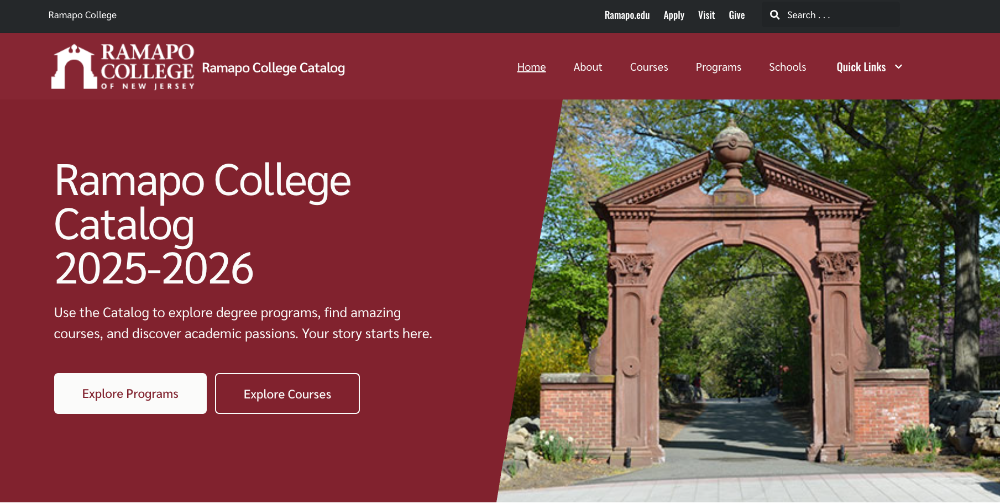 Ramapo College
Ramapo.edu Apply Visit Give Search . . .
RAMAPO
COLLEGE
OF NEW JERSEY
Ramapo College Catalog
Home About Courses Programs Schools Quick Links
Ramapo College
Catalog
2025-2026
Use the Catalog to explore degree programs, find amazing
courses, and discover academic passions. Your story starts here.
Explore Programs Explore Courses